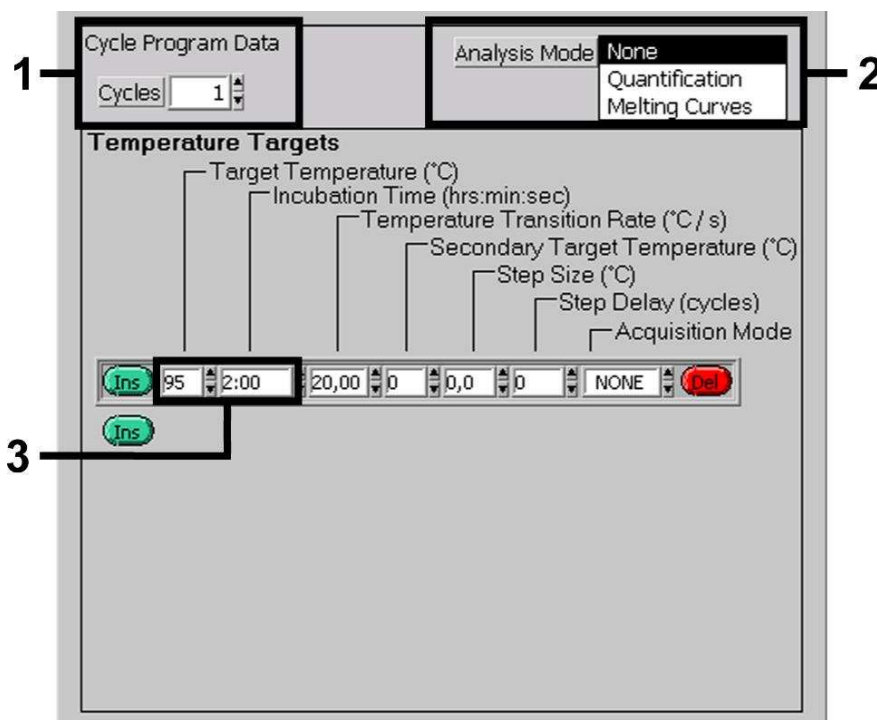 1
Cycle Program Data
Cycles 1
Analysis Mode None
Quantification
Melting Curves
2
Temperature Targets
Target Temperature (°C)
Incubation Time (hrs:min:sec)
Temperature Transition Rate (°C / s)
Secondary Target Temperature (°C)
Step Size (°C)
Step Delay (cycles)
Acquisition Mode
Ins 95 2:00 20,00 0 0,0 0 NONE Del
Ins
3